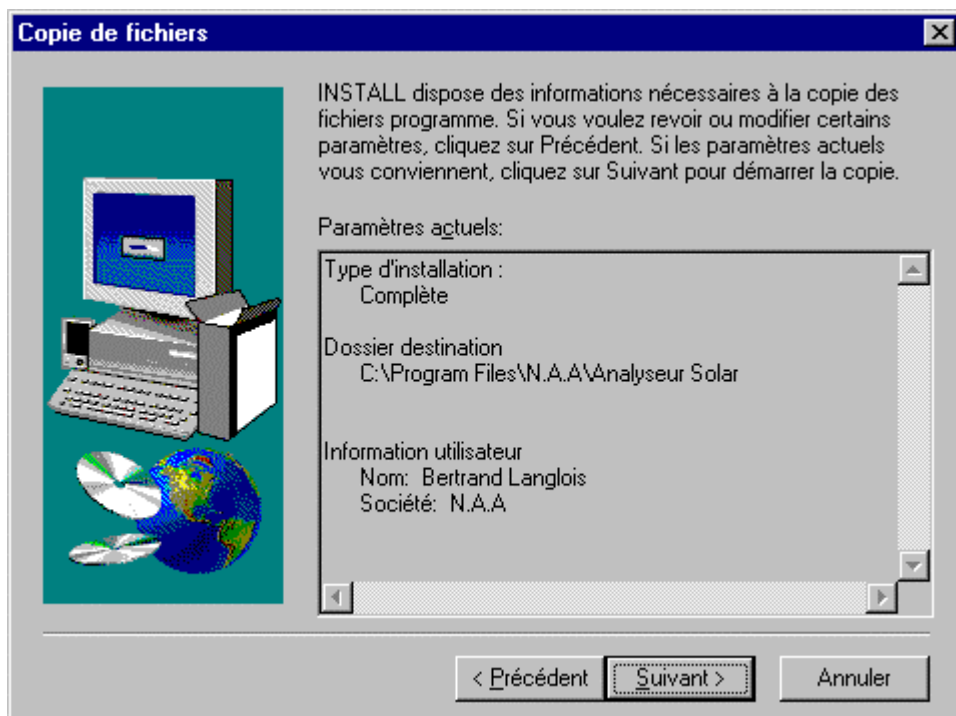 Copie de fichiers
INSTALL dispose des informations nécessaires à la copie des
fichiers programme. Si vous voulez revoir ou modifier certains
paramètres, cliquez sur Précédent. Si les paramètres actuels
vous conviennent, cliquez sur Suivant pour démarrer la copie.
Paramètres actuels:
Type d'installation :
Complète
Dossier destination
C:\Program Files\N.A.A\Analyseur Solar
Information utilisateur
Nom: Bertrand Langlois
Société: N.A.A
< Précédent
Suivant >
Annuler